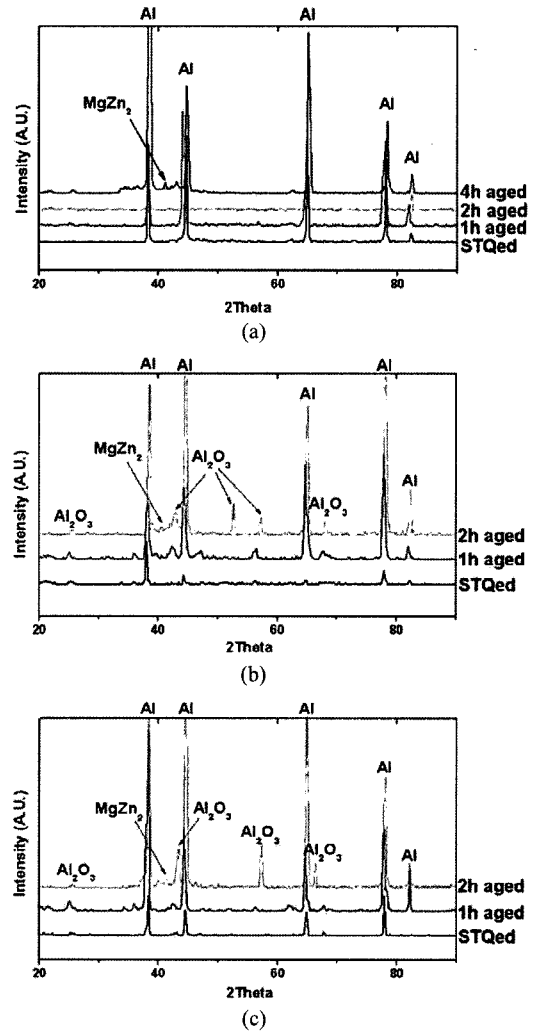 Al
Al
Al
Al
Al
MgZn₂
Intensity (A.U.)
4h aged
2h aged
1h aged
STQed
20 40 60 80
2Theta
(a)
Al
Al
Al
Al
Al
MgZn₂
Al₂O₃
Al₂O₃
Al₂O₃
Intensity (A.U.)
2h aged
1h aged
STQed
20 40 60 80
2Theta
(b)
Al
Al
Al
Al
Al
MgZn₂
Al₂O₃
Al₂O₃
Al₂O₃
Al₂O₃
Intensity (A.U.)
2h aged
1h aged
STQed
20 40 60 80
2Theta
(c)